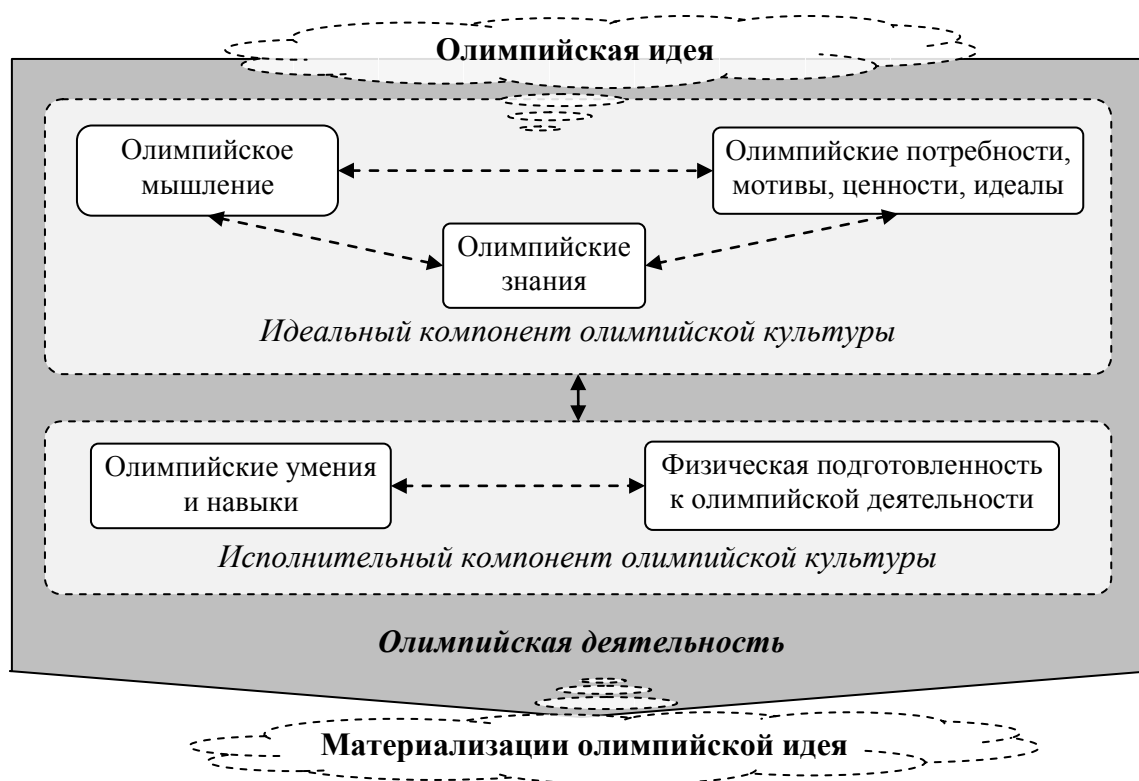 Олимпийская идея
Олимпийское
мышление
Олимпийские потребности,
мотивы, ценности, идеалы
Олимпийские
знания
Идеальный компонент олимпийской культуры
Олимпийские умения
и навыки
Физическая подготовленность
к олимпийской деятельности
Исполнительный компонент олимпийской культуры
Олимпийская деятельность
Материализации олимпийской идея